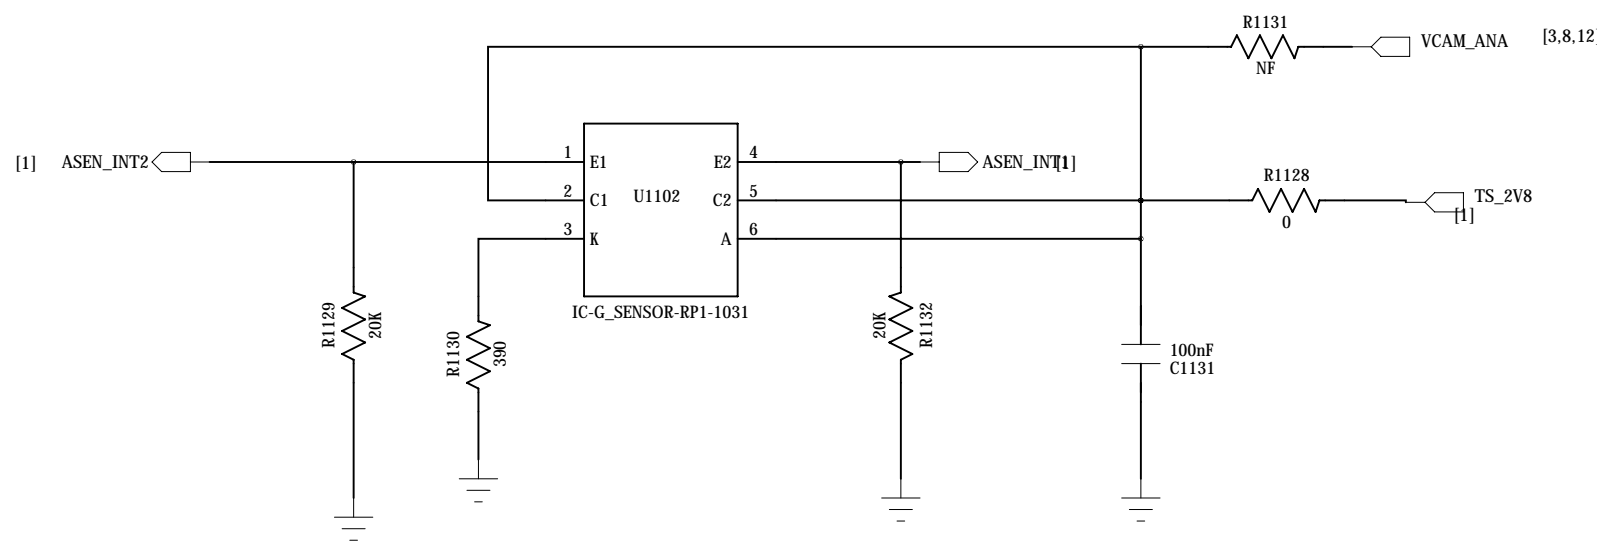 R1131
VCAM_ANA [3,8,12]
NF
[1] ASEN_INT2
1 E1
E2 4
ASEN_INT1 [1]
R1128
2 C1
U1102
C2 5
TS_2V8
[1]
0
3 K
A 6
IC-G_SENSOR-RP1-1031
R1129
20K
R1130
390
20K
R1132
100nF
C1131